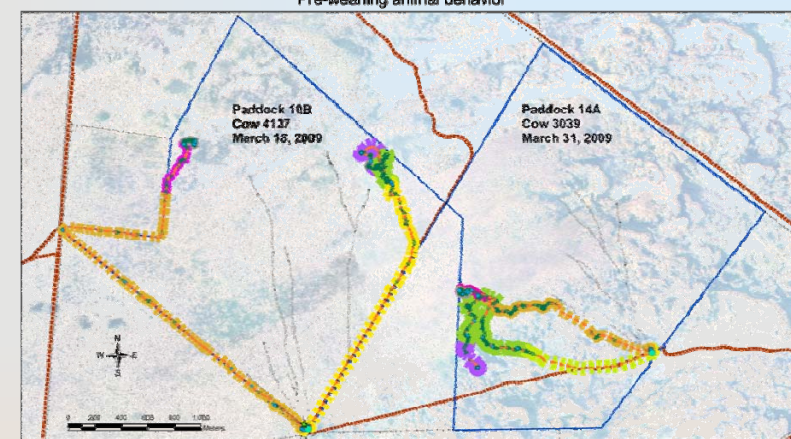 Pre-weaning animal behavior
Paddock 10B
Cow 4137
March 18, 2009
Paddock 14A
Cow 3039
March 31, 2009
N
W E
S
0 200 400 600 800 1,000
Meters